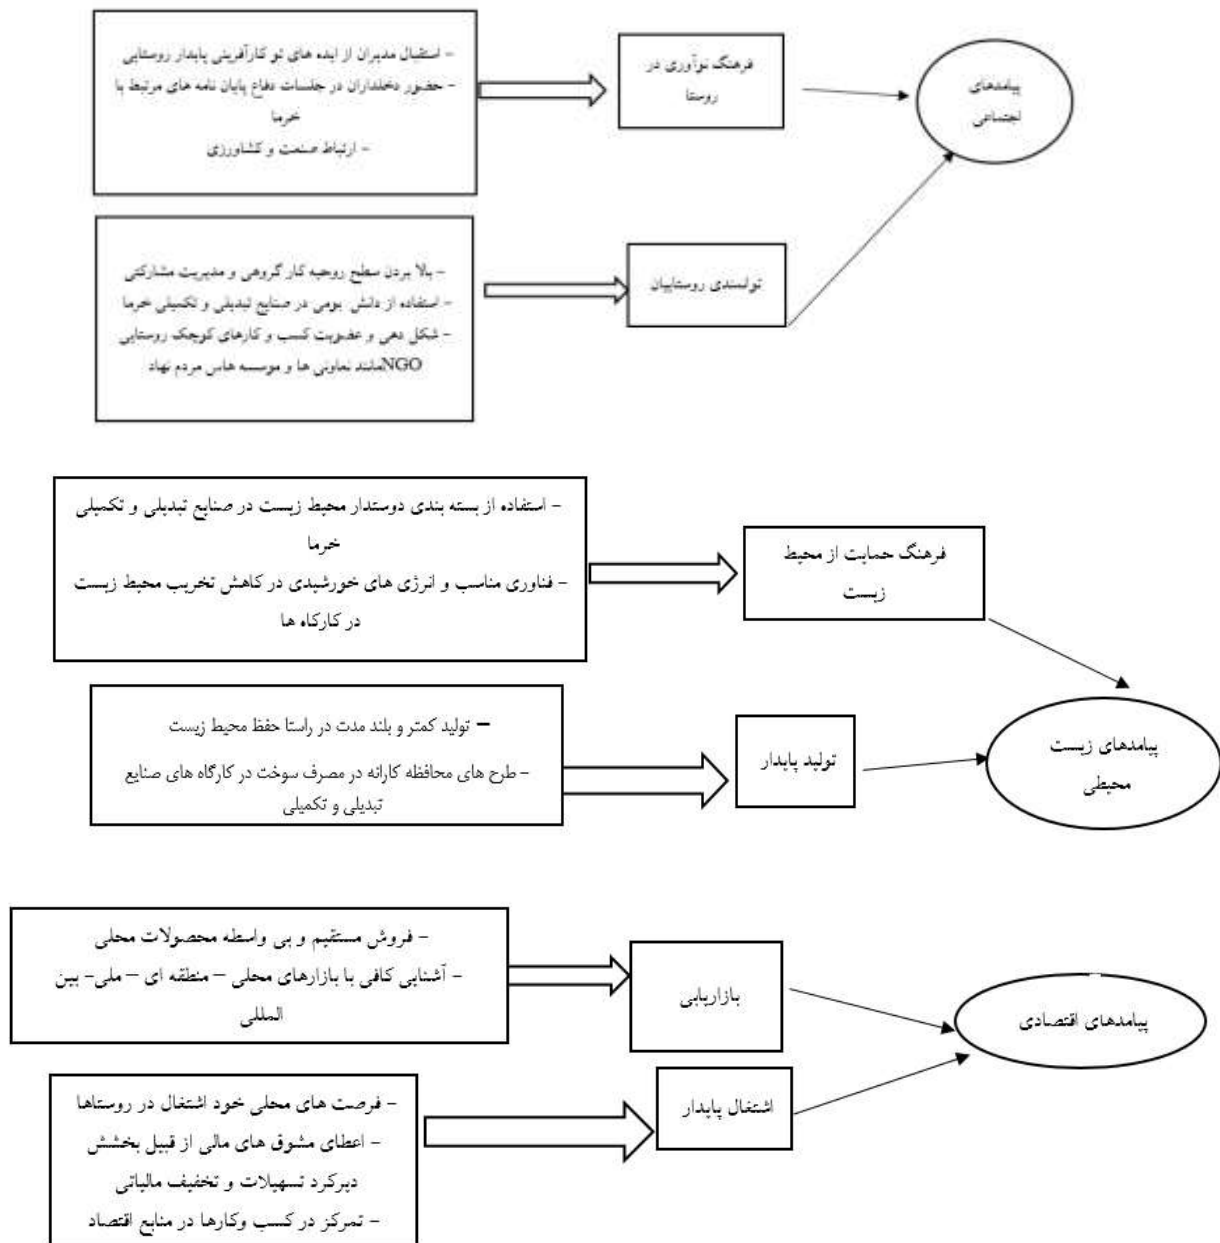 - استقبال مدیران از ایده های نو کارآفرینی پایدار روستایی
- حضور دخلداران در جلسات دفاع پایان نامه های مرتبط با
خرما
- ارتباط صنعت و کشاورزی
فرهنگ نوآوری در
روستا
پیامدهای
اجتماعی
- بالا بردن سطح روحیه کار گروهی و مدیریت مشارکتی
- استفاده از دانش بومی در صنایع تبدیلی و تکمیلی خرما
- شکل دهی و عضویت کسب و کارهای کوچک روستایی
NGOمانند تعاونی ها و موسسه هاس مردم نهاد
توانمندی روستاییان
- استفاده از بسته بندی دوستدار محیط زیست در صنایع تبدیلی و تکمیلی
خرما
- فناوری مناسب و انرژی های خورشیدی در کاهش تخریب محیط زیست
در کارکاه ها
فرهنگ حمایت از محیط
زیست
- تولید کمتر و بلند مدت در راستا حفظ محیط زیست
- طرح های محافظه کارانه در مصرف سوخت در کارگاه های صنایع
تبدیلی و تکمیلی
تولید پایدار
پیامدهای زیست
محیطی
- فروش مستقیم و بی واسطه محصولات محلی
- آشنایی کافی با بازارهای محلی – منطقه ای – ملی- بین
المللی
بازاریابی
پیامدهای اقتصادی
- فرصت های محلی خود اشتغال در روستاها
- اعطای مشوق های مالی از قبیل بخشش
دیرکرد تسهیلات و تخفیف مالیاتی
- تمرکز در کسب وکارها در منابع اقتصاد
اشتغال پایدار